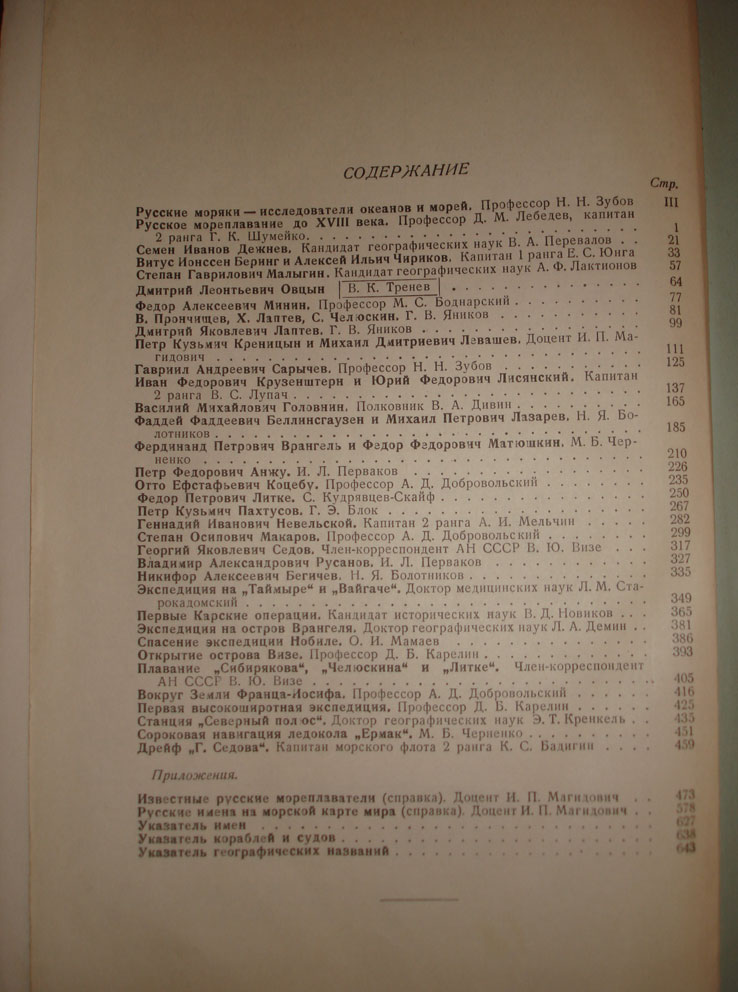 СОДЕРЖАНИЕ
Стр.
Русские моряки — исследователи океанов и морей. Профессор Н. Н. Зубов III
Русское мореплавание до XVIII века. Профессор Д. М. Лебедев, капитан
2 ранга Г. К. Шумейко. . . . . . . . . . . . . . . . . . . . 1
Семен Иванов Дежнев. Кандидат географических наук В. А. Перевалов . . 21
Витус Ионссен Беринг и Алексей Ильич Чириков. Капитан 1 ранга Е. С. Юнга 33
Степан Гаврилович Малыгин. Кандидат географических наук А. Ф. Лактионов 57
Дмитрий Леонтьевич Овцын В. К. Тренев . . . . . . . . . . . . 64
Федор Алексеевич Минин. Профессор М. С. Боднарский . . . . . . . . 77
В. Прончищев, Х. Лаптев, С. Челюскин. Г. В. Яников . . . . . . . . 81
Дмитрий Яковлевич Лаптев. Г. В. Яников . . . . . . . . . . . . 99
Петр Кузьмич Креницын и Михаил Дмитриевич Левашев. Доцент И. П. Ма-
гидович . . . . . . . . . . . . . . . . . . . . . . . . 111
Гавриил Андреевич Сарычев. Профессор Н. Н. Зубов . . . . . . . . 125
Иван Федорович Крузенштерн и Юрий Федорович Лисянский. Капитан
2 ранга В. С. Лупач . . . . . . . . . . . . . . . . . . . . 137
Василий Михайлович Головнин. Полковник В. А. Дивин . . . . . . . 165
Фаддей Фаддеевич Беллинсгаузен и Михаил Петрович Лазарев. Н. Я. Бо-
лотников . . . . . . . . . . . . . . . . . . . . . . . . 185
Фердинанд Петрович Врангель и Федор Федорович Матюшкин. М. Б. Чер-
ненко . . . . . . . . . . . . . . . . . . . . . . . . . 210
Петр Федорович Анжу. И. Л. Перваков . . . . . . . . . . . . . 226
Отто Ефстафьевич Коцебу. Профессор А. Д. Добровольский . . . . . . 235
Федор Петрович Литке. С. Кудрявцев-Скайф . . . . . . . . . . . 250
Петр Кузьмич Пахтусов. Г. Э. Блок . . . . . . . . . . . . . . 267
Геннадий Иванович Невельской. Капитан 2 ранга А. И. Мельчин . . . . 282
Степан Осипович Макаров. Профессор А. Д. Добровольский . . . . . . 299
Георгий Яковлевич Седов. Член-корреспондент АН СССР В. Ю. Визе . . . 317
Владимир Александрович Русанов. И. Л. Перваков . . . . . . . . . 327
Никифор Алексеевич Бегичев. Н. Я. Болотников . . . . . . . . . . 335
Экспедиция на „Таймыре“ и „Вайгаче“. Доктор медицинских наук Л. М. Ста-
рокадомский . . . . . . . . . . . . . . . . . . . . . . 349
Первые Карские операции. Кандидат исторических наук В. Д. Новиков . . . 365
Экспедиция на остров Врангеля. Доктор географических наук Л. А. Демин . . 381
Спасение экспедиции Нобиле. О. И. Мамаев . . . . . . . . . . . 386
Открытие острова Визе. Профессор Д. Б. Карелин . . . . . . . . . 393
Плавание „Сибирякова“, „Челюскина“ и „Литке“. Член-корреспондент
АН СССР В. Ю. Визе . . . . . . . . . . . . . . . . . . . 405
Вокруг Земли Франца-Иосифа. Профессор А. Д. Добровольский . . . . . 416
Первая высокоширотная экспедиция. Профессор Д. Б. Карелин . . . . . 425
Станция „Северный полюс“. Доктор географических наук Э. Т. Кренкель . . 435
Сороковая навигация ледокола „Ермак“. М. Б. Черненко . . . . . . . 451
Дрейф „Г. Седова“. Капитан морского флота 2 ранга К. С. Бадигин . . . . 459
Приложения.
Известные русские мореплаватели (справка). Доцент И. П. Магидович . . 473
Русские имена на морской карте мира (справка). Доцент И. П. Магидович . . 578
Указатель имен . . . . . . . . . . . . . . . . . . . . . 627
Указатель кораблей и судов . . . . . . . . . . . . . . . . . 638
Указатель географических названий . . . . . . . . . . . . . . 643